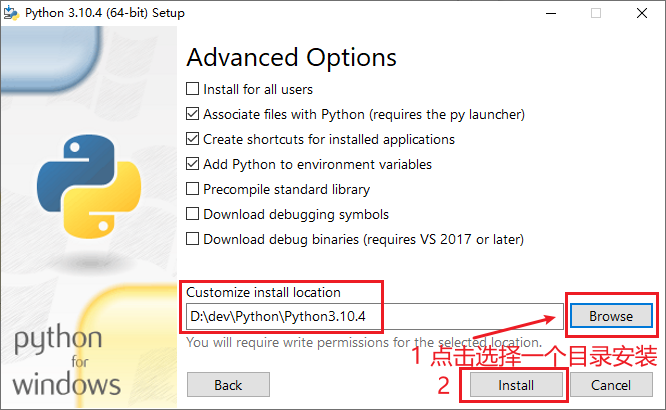 Python 3.10.4 (64-bit) Setup
Advanced Options
Install for all users
Associate files with Python (requires the py launcher)
Create shortcuts for installed applications
Add Python to environment variables
Precompile standard library
Download debugging symbols
Download debug binaries (requires VS 2017 or later)
Customize install location
D:\dev\Python\Python3.10.4
Browse
You will require write permissions for the selected location.
1 点击选择一个目录安装
python
for
windows
Back
2
Install
Cancel